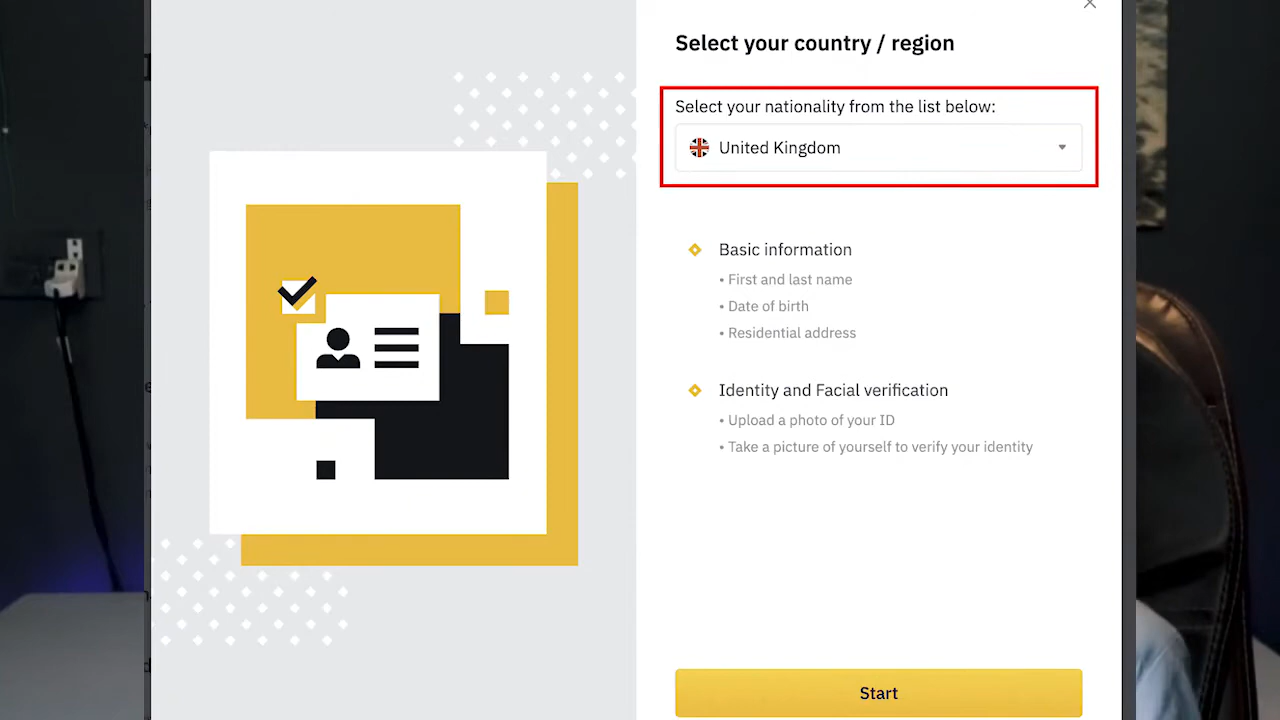 Select your country / region
Select your nationality from the list below:
United Kingdom
Basic information
• First and last name
• Date of birth
• Residential address
Identity and Facial verification
• Upload a photo of your ID
• Take a picture of yourself to verify your identity
Start